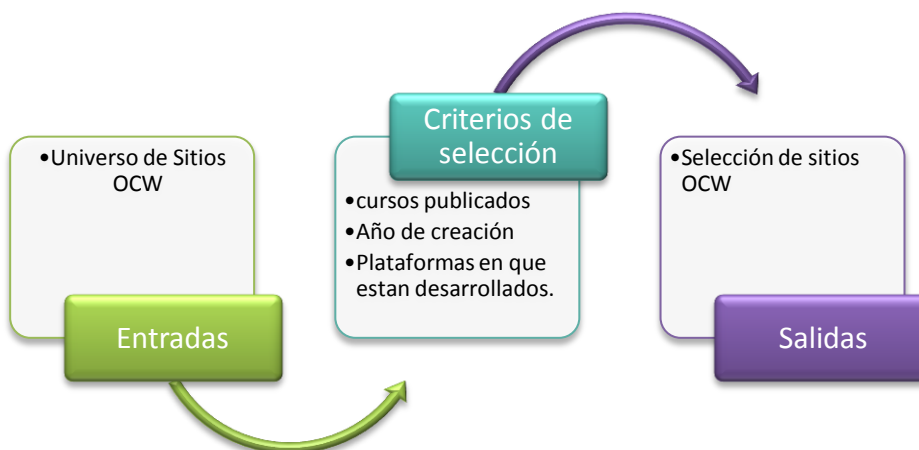 •Universo de Sitios
OCW
Entradas
Criterios de
selección
•cursos publicados
•Año de creación
•Plataformas en que
estan desarrollados.
•Selección de sitios
OCW
Salidas